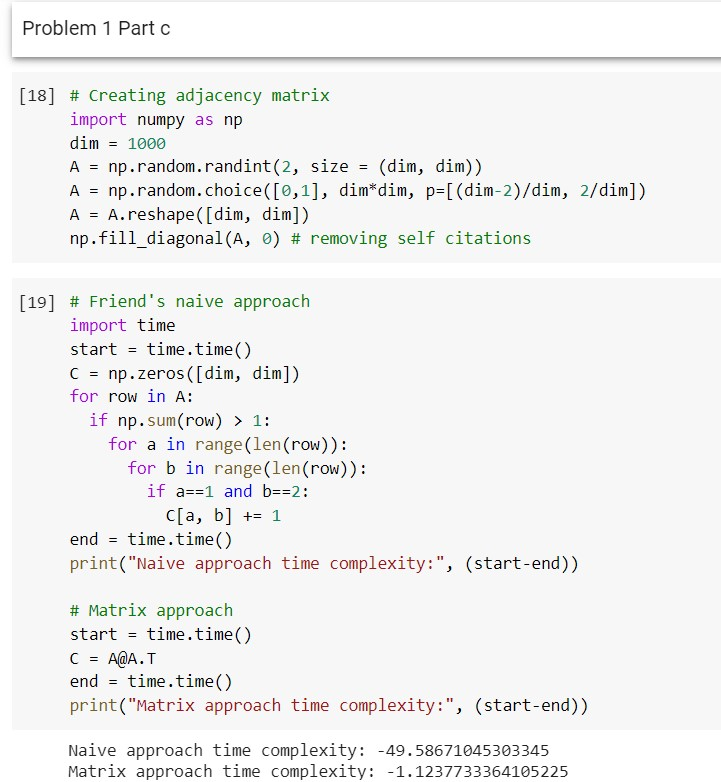 Problem 1 Part c
[18] # Creating adjacency matrix
import numpy as np
dim = 1000
A = np.random.randint(2, size = (dim, dim))
A = np.random.choice([0,1], dim*dim, p=[(dim-2)/dim, 2/dim])
A = A.reshape([dim, dim])
np.fill_diagonal(A, 0) # removing self citations
[19] # Friend's naive approach
import time
start = time.time()
C = np.zeros([dim, dim])
for row in A:
  if np.sum(row) > 1:
    for a in range(len(row)):
      for b in range(len(row)):
        if a==1 and b==2:
          C[a, b] += 1
end = time.time()
print("Naive approach time complexity:", (start-end))
# Matrix approach
start = time.time()
C = A@A.T
end = time.time()
print("Matrix approach time complexity:", (start-end))
Naive approach time complexity: -49.58671045303345
Matrix approach time complexity: -1.1237733364105225